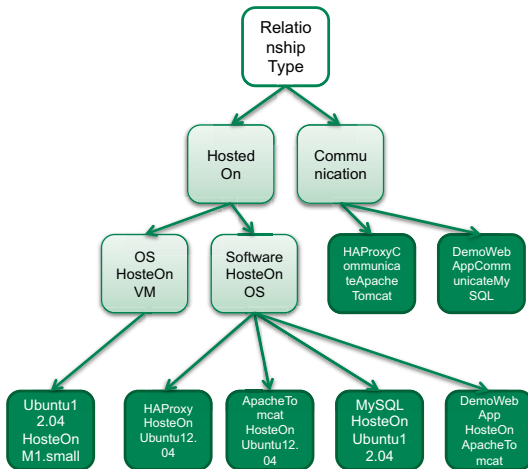 Relatio
nship
Type
Hosted
On
Commu
nication
OS
HosteOn
VM
Software
HosteOn
OS
HAProxyC
ommunica
teApache
Tomcat
DemoWeb
AppComm
unicateMy
SQL
Ubuntu1
2.04
HosteOn
M1.small
HAProxy
HosteOn
Ubuntu12.
04
ApacheTo
mcat
HostEOn
Ubuntu12.
04
MySQL
HosteOn
Ubuntu1
2.04
DemoWeb
App
HosteOn
ApacheTo
mcat